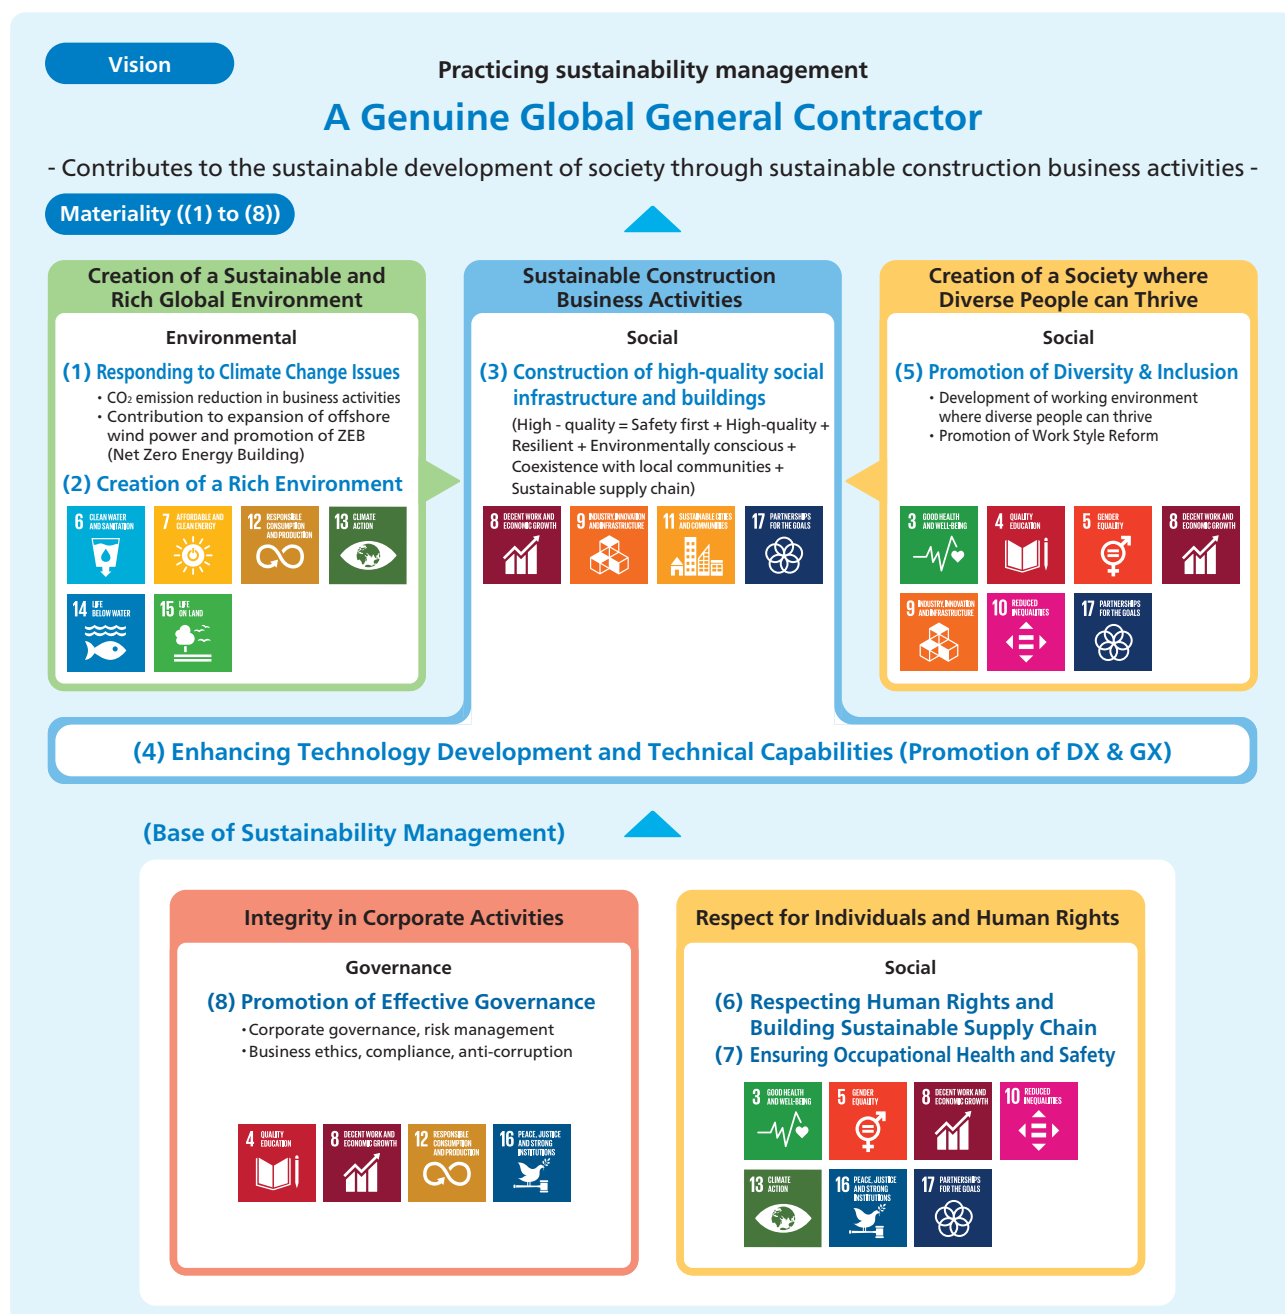 Vision
Practicing sustainability management
A Genuine Global General Contractor
- Contributes to the sustainable development of society through sustainable construction business activities -
Materiality ((1) to (8))
Creation of a Sustainable and
Rich Global Environment
Environmental
(1) Responding to Climate Change Issues
・CO₂ emission reduction in business activities
・Contribution to expansion of offshore
wind power and promotion of ZEB
(Net Zero Energy Building)
(2) Creation of a Rich Environment
6 CLEAN WATER
AND SANITATION
7 AFFORDABLE AND
CLEAN ENERGY
12 RESPONSIBLE
CONSUMPTION
AND PRODUCTION
13 CLIMATE
ACTION
14 LIFE
BELOW WATER
15 LIFE
ON LAND
Sustainable Construction
Business Activities
Social
(3) Construction of high-quality social
infrastructure and buildings
(High - quality = Safety first + High-quality +
Resilient + Environmentally conscious +
Coexistence with local communities +
Sustainable supply chain)
8 DECENT WORK AND
ECONOMIC GROWTH
9 INDUSTRY, INNOVATION
AND INFRASTRUCTURE
11 SUSTAINABLE CITIES
AND COMMUNITIES
17 PARTNERSHIPS
FOR THE GOALS
Creation of a Society where
Diverse People can Thrive
Social
(5) Promotion of Diversity & Inclusion
・Development of working environment
where diverse people can thrive
・Promotion of Work Style Reform
3 GOOD HEALTH
AND WELL-BEING
4 QUALITY
EDUCATION
5 GENDER
EQUALITY
8 DECENT WORK AND
ECONOMIC GROWTH
9 INDUSTRY, INNOVATION
AND INFRASTRUCTURE
10 REDUCED
INEQUALITIES
17 PARTNERSHIPS
FOR THE GOALS
(4) Enhancing Technology Development and Technical Capabilities (Promotion of DX & GX)
(Base of Sustainability Management)
Integrity in Corporate Activities
Governance
(8) Promotion of Effective Governance
・Corporate governance, risk management
・Business ethics, compliance, anti-corruption
4 QUALITY
EDUCATION
8 DECENT WORK AND
ECONOMIC GROWTH
12 RESPONSIBLE
CONSUMPTION
AND PRODUCTION
16 PEACE, JUSTICE
AND STRONG
INSTITUTIONS
Respect for Individuals and Human Rights
Social
(6) Respecting Human Rights and
Building Sustainable Supply Chain
(7) Ensuring Occupational Health and Safety
3 GOOD HEALTH
AND WELL-BEING
5 GENDER
EQUALITY
8 DECENT WORK AND
ECONOMIC GROWTH
10 REDUCED
INEQUALITIES
13 CLIMATE
ACTION
16 PEACE, JUSTICE
AND STRONG
INSTITUTIONS
17 PARTNERSHIPS
FOR THE GOALS